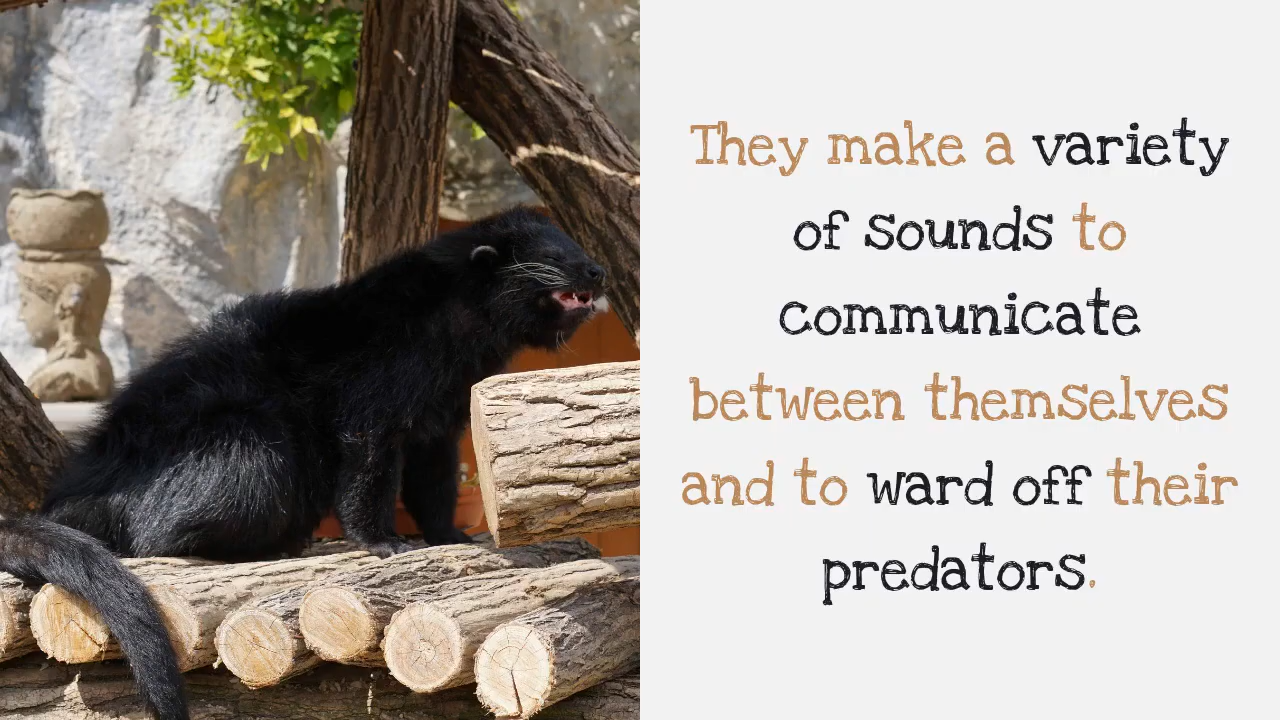 They make a variety
of sounds to
communicate
between themselves
and to ward off their
predators.